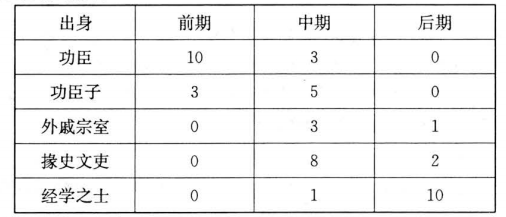 出身 前期 中期 后期
功臣 10 3 0
功臣子 3 5 0
外戚宗室 0 3 1
掾史文吏 0 8 2
经学之士 0 1 10